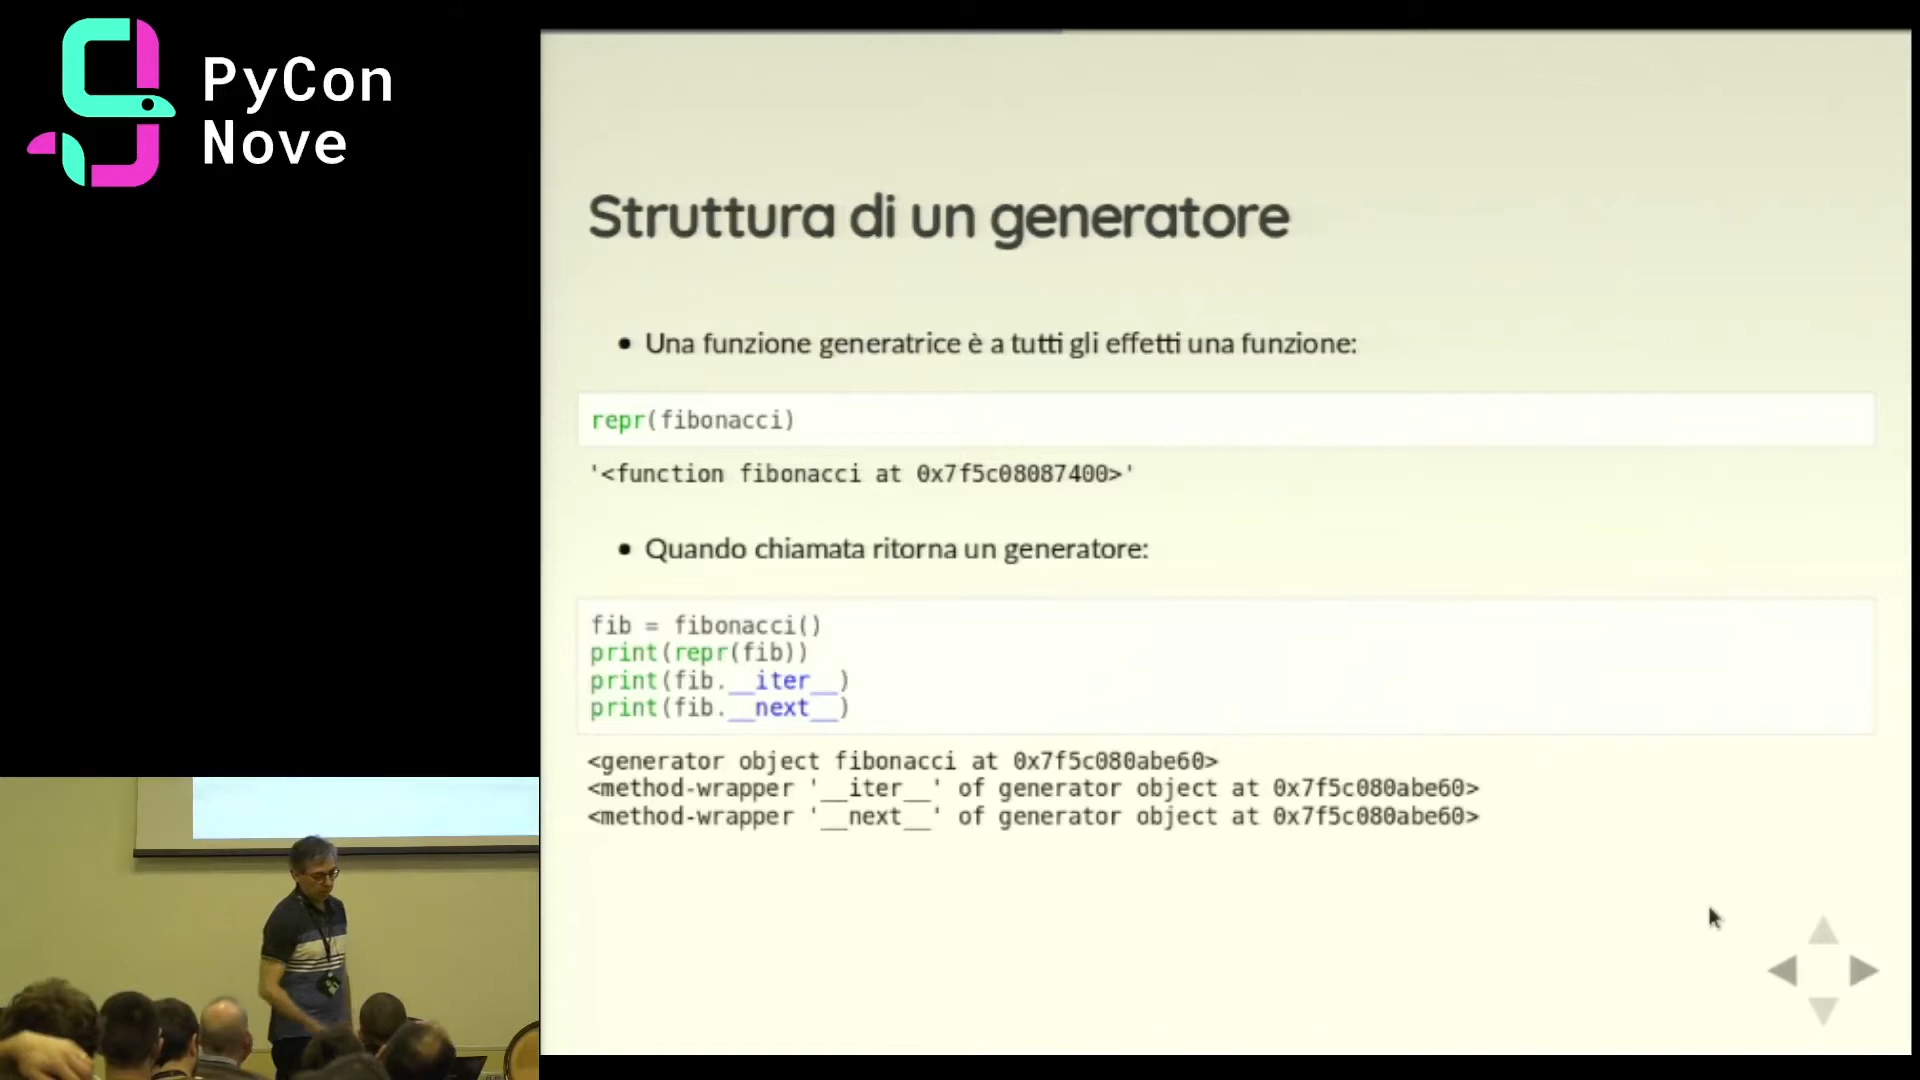 PyCon
Nove
Struttura di un generatore
• Una funzione generatrice è a tutti gli effetti una funzione:
repr(fibonacci)
'<function fibonacci at 0x7f5c08087400>'
• Quando chiamata ritorna un generatore:
fib = fibonacci()
print(repr(fib))
print(fib.__iter__)
print(fib.__next__)
<generator object fibonacci at 0x7f5c080abe60>
<method-wrapper '__iter__' of generator object at 0x7f5c080abe60>
<method-wrapper '__next__' of generator object at 0x7f5c080abe60>